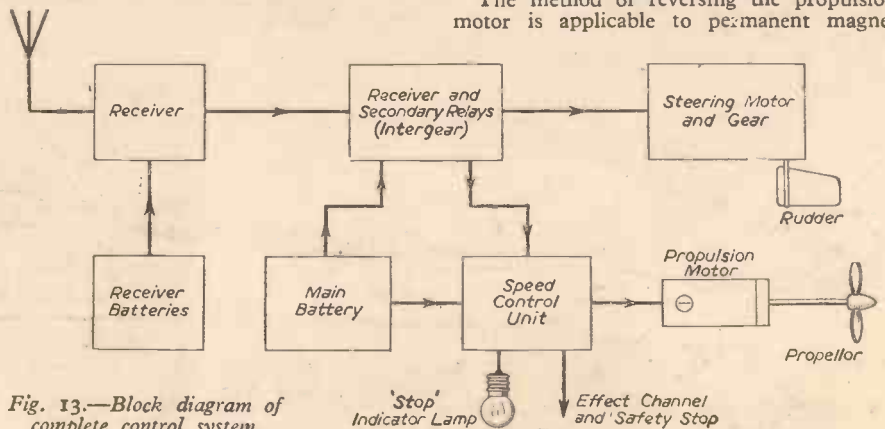 The method of reversing the propulsion
motor is applicable to permanent magne
Receiver
Receiver and
Secondary Relays
(Intergear)
Steering Motor
and Gear
Rudder
Receiver
Batteries
Main
Battery
Speed
Control
Unit
Propulsion
Motor
Propellor
Fig. 13.—Block diagram of
complete control system
'Stop'
Indicator Lamp
Effect Channel
and 'Safety Stop